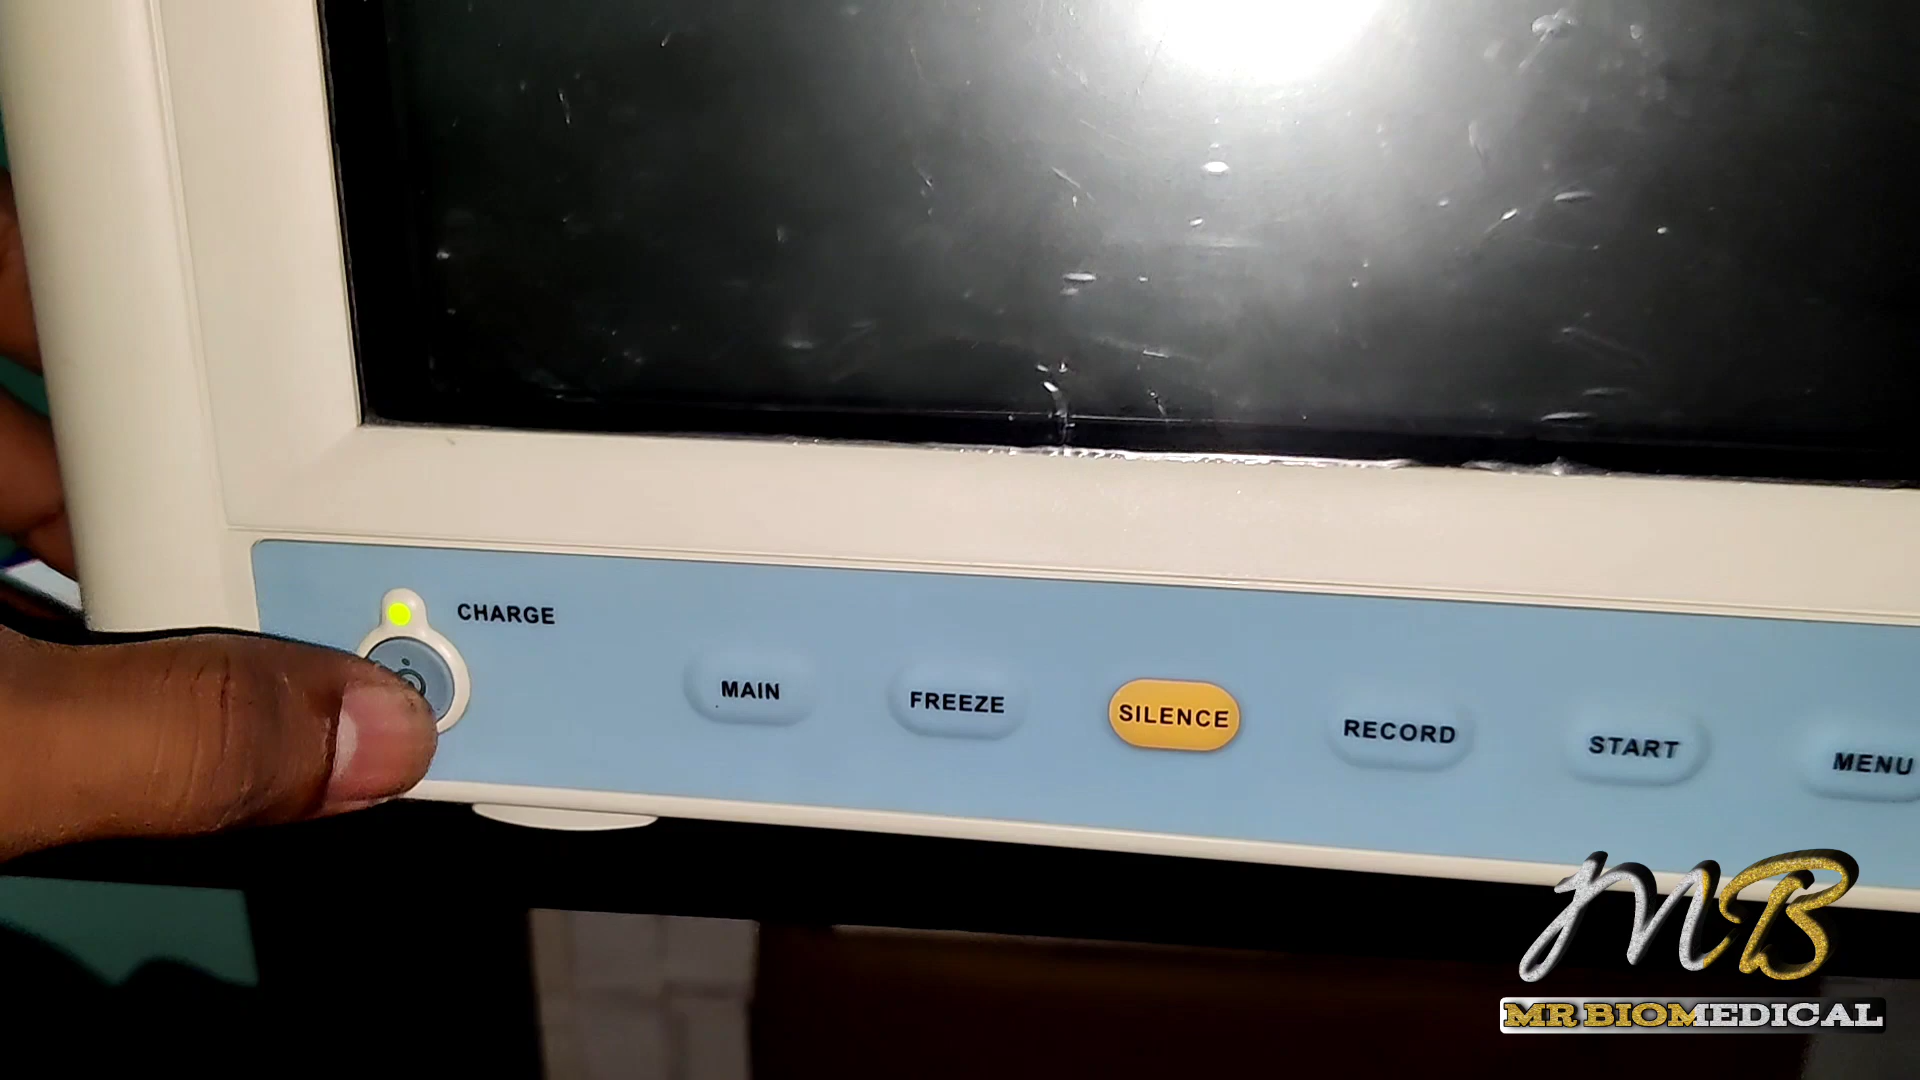 CHARGE
MAIN
FREEZE
SILENCE
RECORD
START
MENU
MB
MR BIOMEDICAL